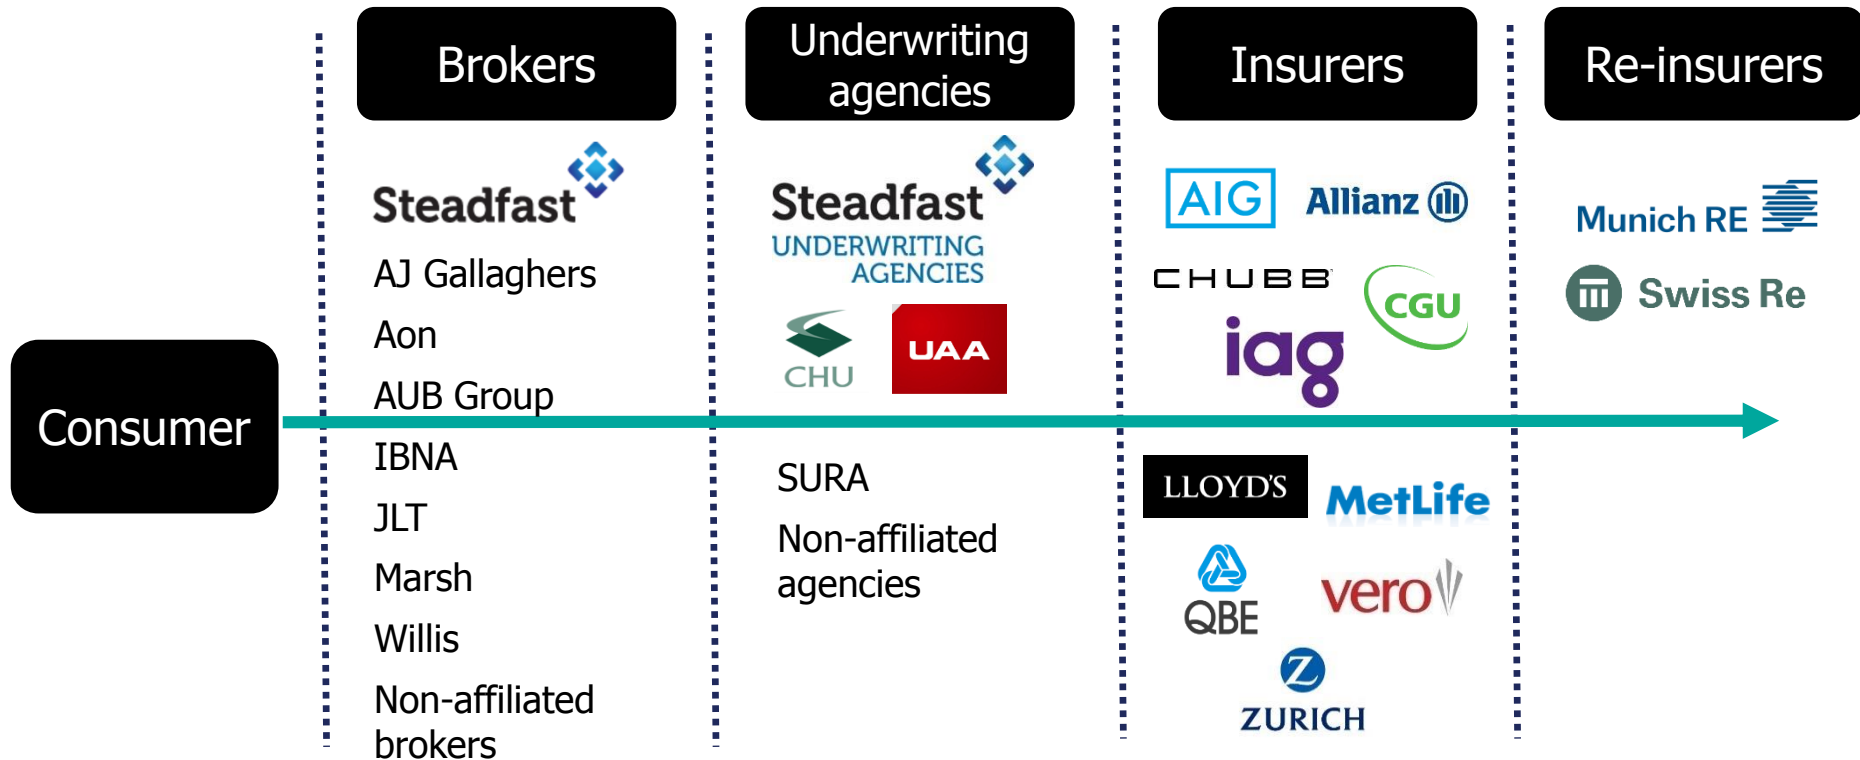 Consumer
Brokers
Steadfast
AJ Gallaghers
Aon
AUB Group
IBNA
JLT
Marsh
Willis
Non-affiliated
brokers
Underwriting
agencies
Steadfast
UNDERWRITING
AGENCIES
CHU
UAA
SURA
Non-affiliated
agencies
Insurers
AIG
Allianz
CHUBB
CGU
iag
LLOYD'S
MetLife
QBE
vero
Z
ZURICH
Re-insurers
Munich RE
Swiss Re